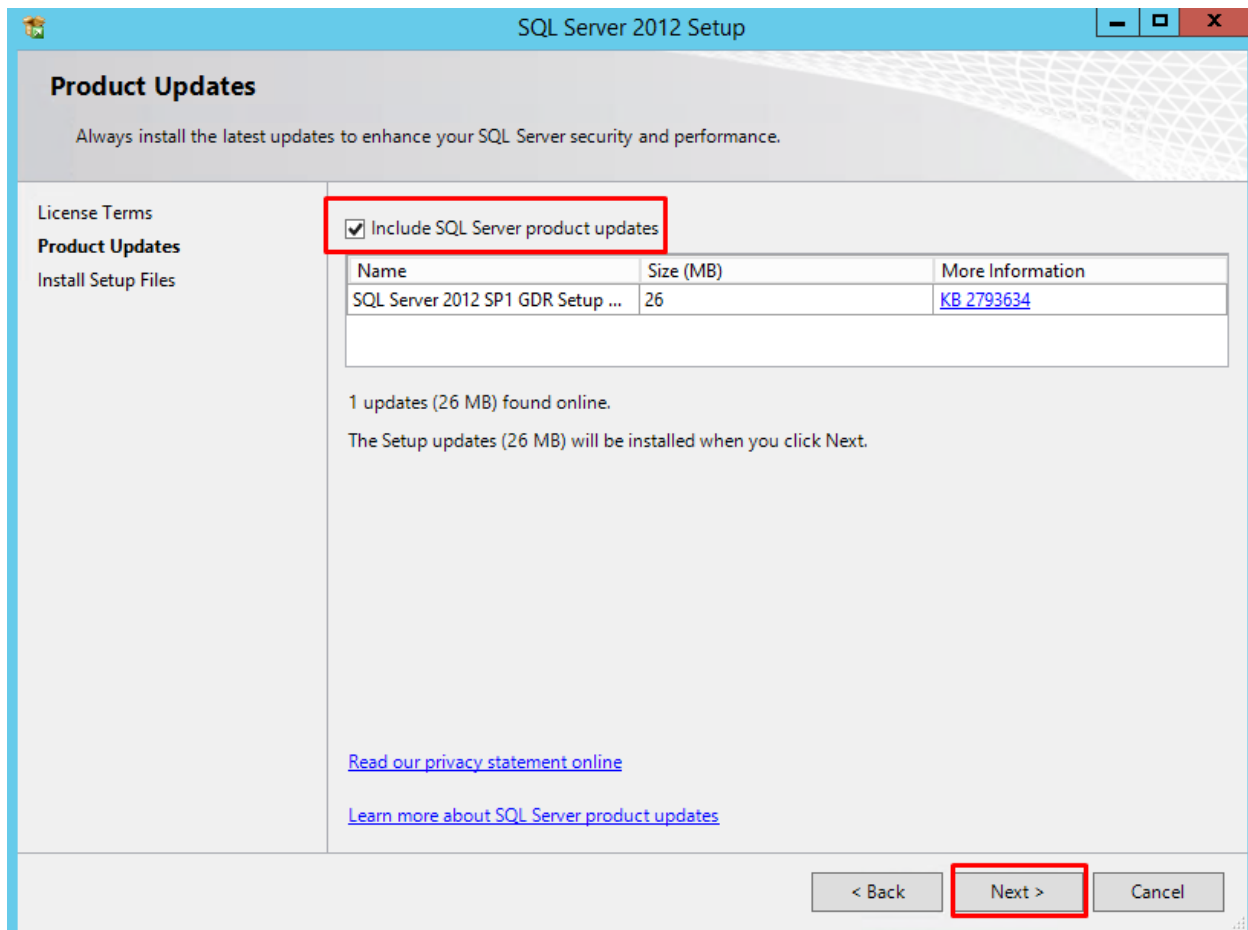 SQL Server 2012 Setup
Product Updates
Always install the latest updates to enhance your SQL Server security and performance.
License Terms
Product Updates
Install Setup Files
Include SQL Server product updates
Name Size (MB) More Information
SQL Server 2012 SP1 GDR Setup ... 26 KB 2793634
1 updates (26 MB) found online.
The Setup updates (26 MB) will be installed when you click Next.
Read our privacy statement online
Learn more about SQL Server product updates
< Back Next > Cancel